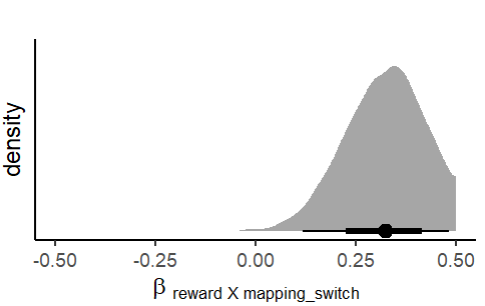 density
-0.50 -0.25 0.00 0.25 0.50
β reward X mapping_switch